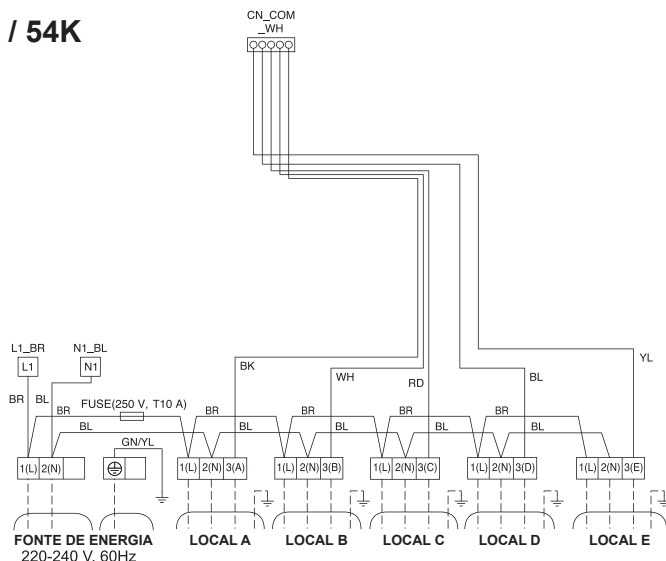 / 54K
CN_COM
_WH
L1_BR N1_BL
L1 N1
BK
WH
RD
BL
YL
BR BL
BR FUSE(250 V, T10 A) BR BR BR BR
BL BL BL BL BL
GN/YL
1(L) 2(N) 1(L) 2(N) 3(A) 1(L) 2(N) 3(B) 1(L) 2(N) 3(C) 1(L) 2(N) 3(D) 1(L) 2(N) 3(E)
FONTE DE ENERGIA LOCAL A LOCAL B LOCAL C LOCAL D LOCAL E
220-240 V, 60Hz